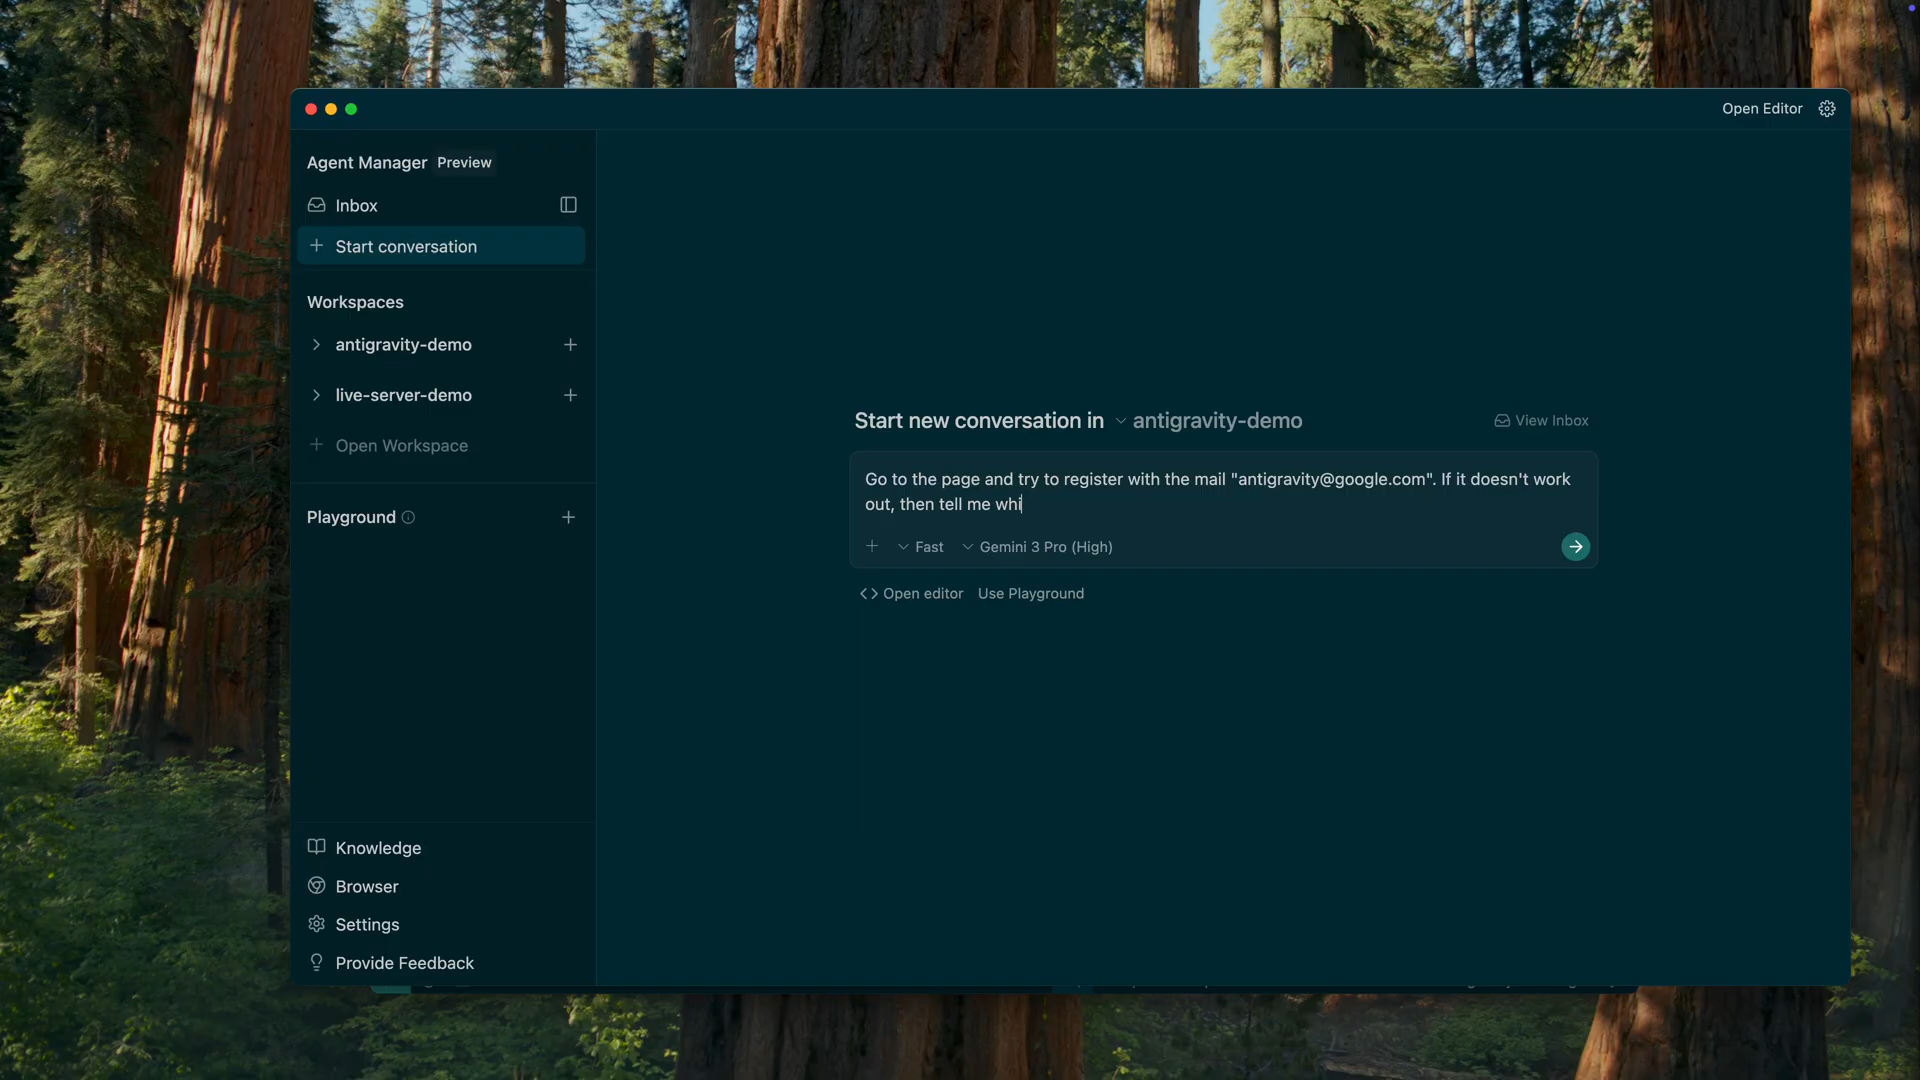 Open Editor
Agent Manager Preview
Inbox
Start conversation
Workspaces
antigravity-demo
live-server-demo
Open Workspace
Playground
Knowledge
Browser
Settings
Provide Feedback
Start new conversation in antigravity-demo
View Inbox
Go to the page and try to register with the mail "antigravity@google.com". If it doesn't work
out, then tell me whi
Fast Gemini 3 Pro (High)
Open editor Use Playground